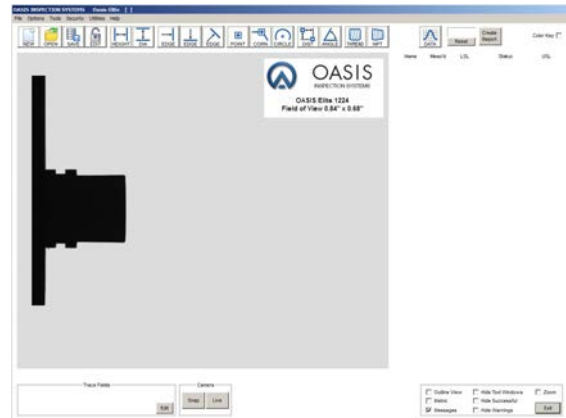 OASIS INSPECTION SYSTEMS Oasis Elite [ ]
File Options Tools Security Utilities Help
NEW OPEN SAVE EDIT HEIGHT DIA EDGE EDGE EDGE POINT CORN CIRCLE DIST ANGLE THREAD NPT DATA Reset Create Report Color Key
Name Meas'd LSL Status USL
OASIS
INSPECTION SYSTEMS
OASIS Elite 1224
Field of View 0.84" x 0.68"
Trace Fields
Edit
Camera
Snap Live
Outline View Hide Tool Windows Zoom
Metric Hide Successful
Messages Hide Warnings Exit